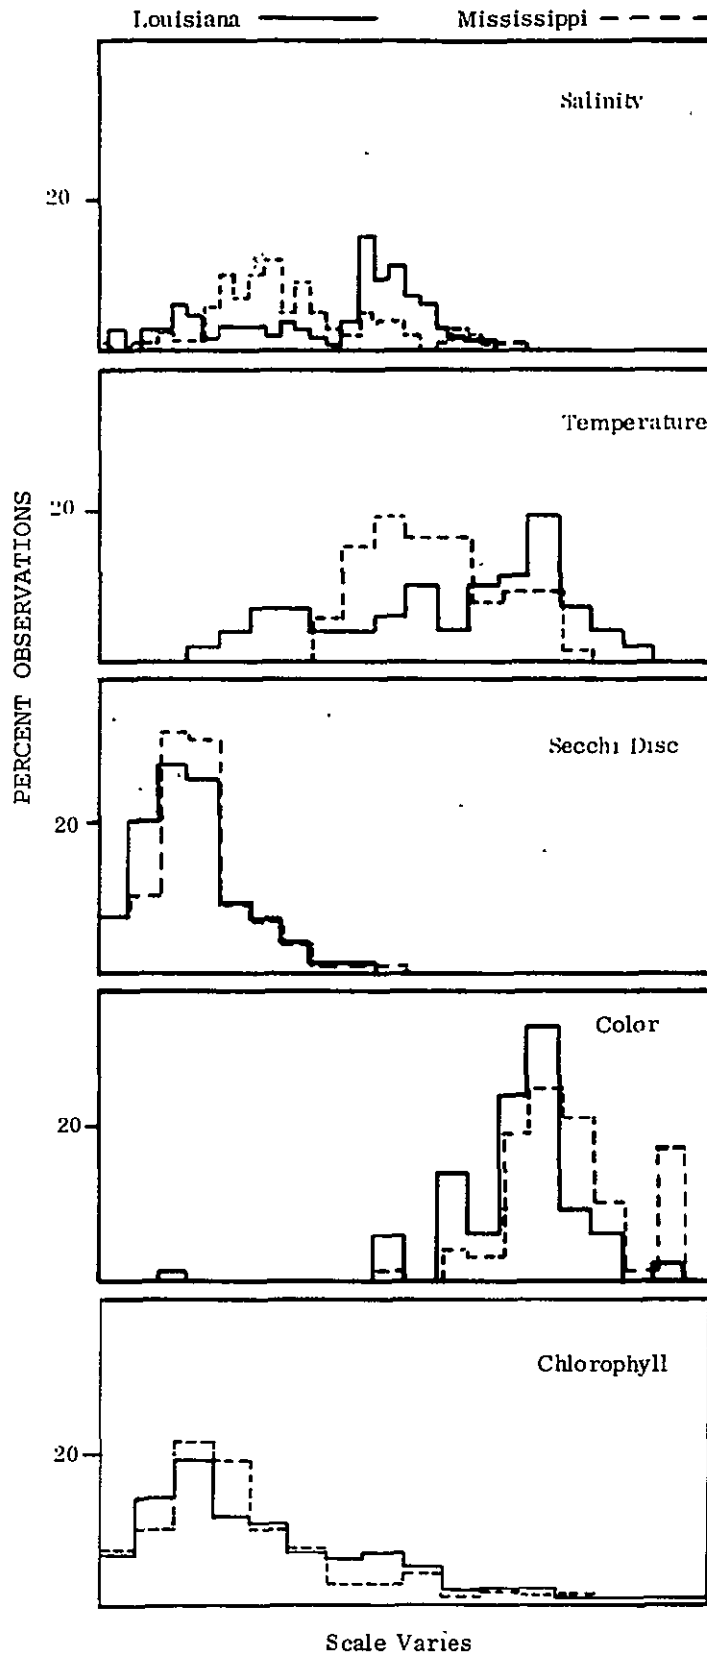 Louisiana Mississippi
Salinity
20
Temperature
20
PERCENT OBSERVATIONS
Secchi Disc
20
Color
20
Chlorophyll
20
Scale Varies